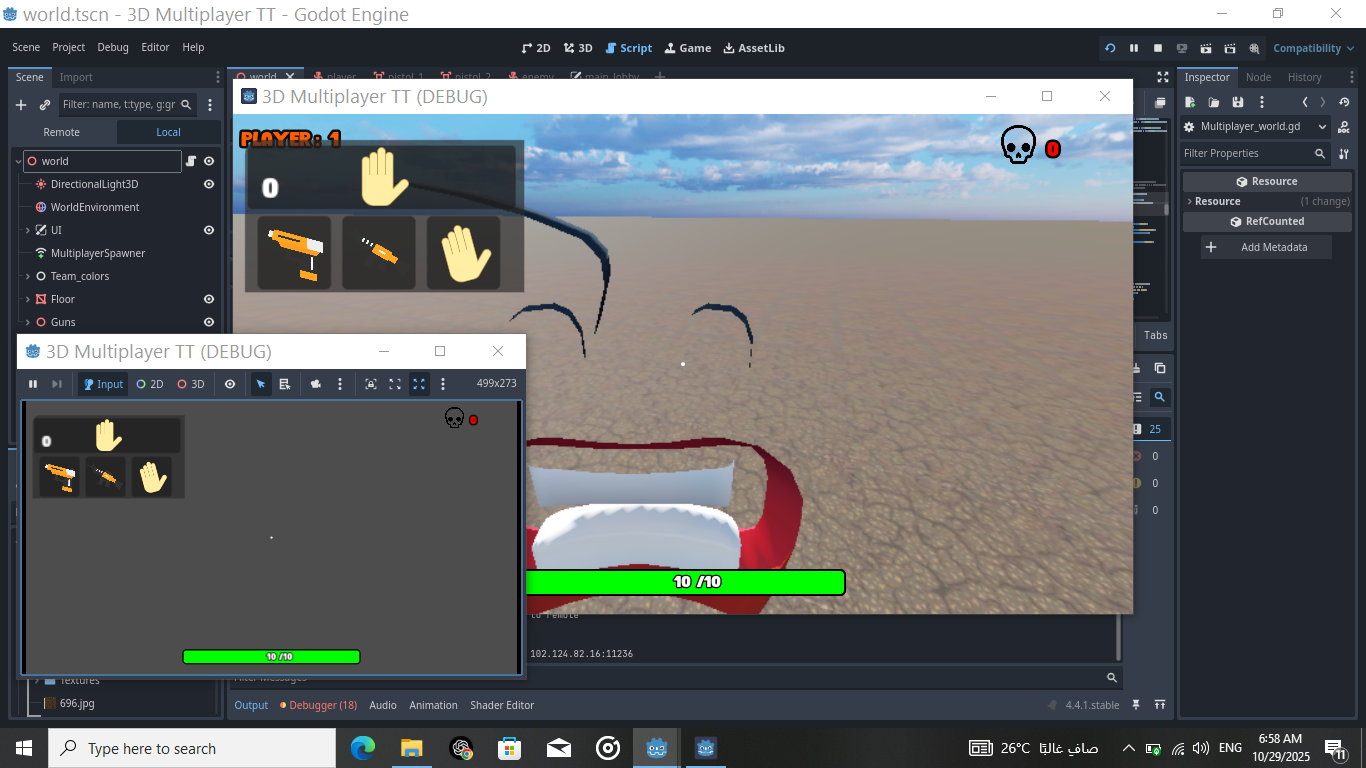 world.tscn - 3D Multiplayer TT - Godot Engine
Scene Project Debug Editor Help
2D 3D Script Game AssetLib
Compatibility
Scene Import
world player pistol_1 pistol_2 enemy main_lobby
Inspector Node History
Filter: name, t:type, g:gr
Remote Local
world
DirectionalLight3D
WorldEnvironment
UI
MultiplayerSpawner
Team_colors
Floor
Guns
3D Multiplayer TT (DEBUG)
PLAYER: 1
0
0
10 /10
Multiplayer_world.gd
Filter Properties
Resource
Resource (1 change)
RefCounted
Add Metadata
Tabs
25
0
0
0
3D Multiplayer TT (DEBUG)
Input 2D 3D 499x273
0
0
10 /10
to remote
102.124.82.16:11236
Filter Messages
Textures
696.jpg
Output Debugger (18) Audio Animation Shader Editor
4.4.1.stable
Type here to search
26°C صافٍ غالبًا
ENG
6:58 AM
10/29/2025
11